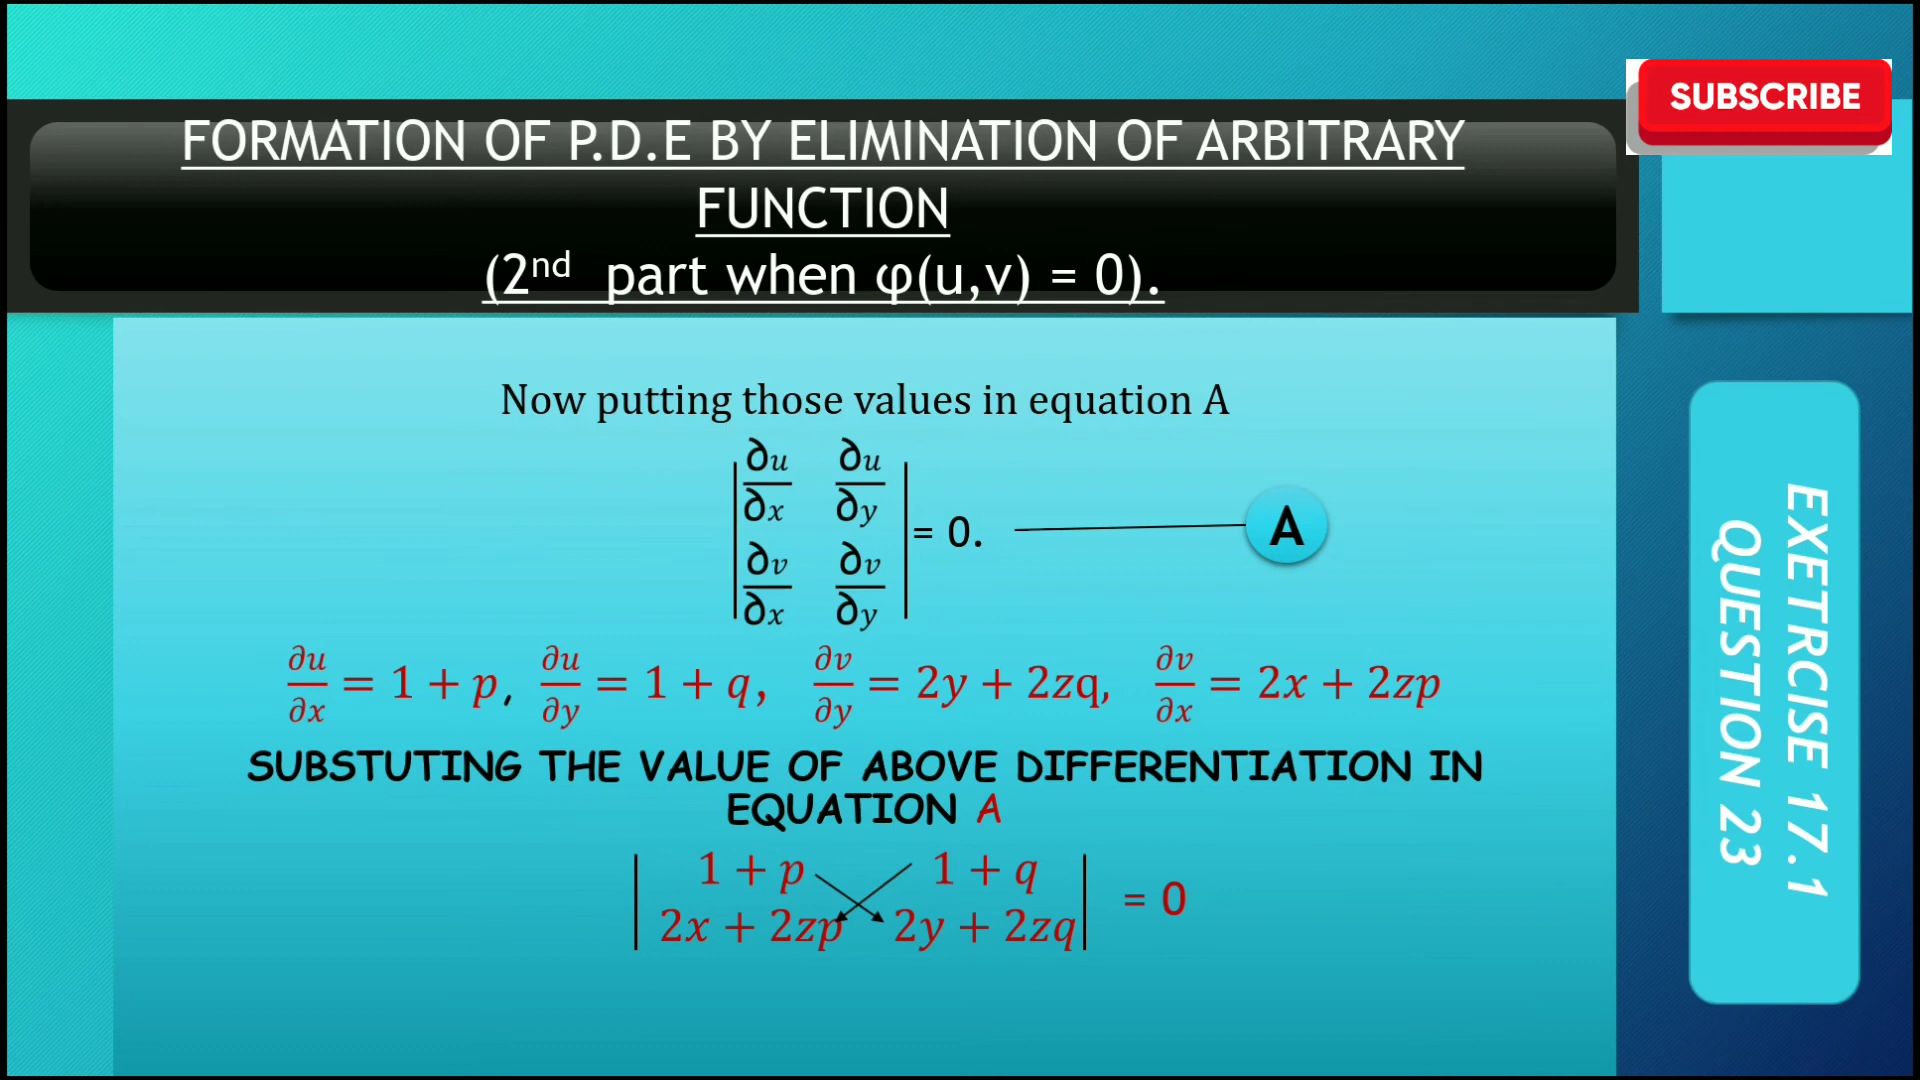 SUBSCRIBE
FORMATION OF P.D.E BY ELIMINATION OF ARBITRARY
FUNCTION
(2nd part when φ(u,v) = 0).
Now putting those values in equation A
| ∂u/∂x ∂u/∂y |
| ∂v/∂x ∂v/∂y | = 0.
A
∂u/∂x = 1 + p, ∂u/∂y = 1 + q, ∂v/∂y = 2y + 2zq, ∂v/∂x = 2x + 2zp
SUBSTUTING THE VALUE OF ABOVE DIFFERENTIATION IN
EQUATION A
| 1 + p 1 + q |
| 2x + 2zp 2y + 2zq | = 0
EXETRCISE 17.1
QUESTION 23